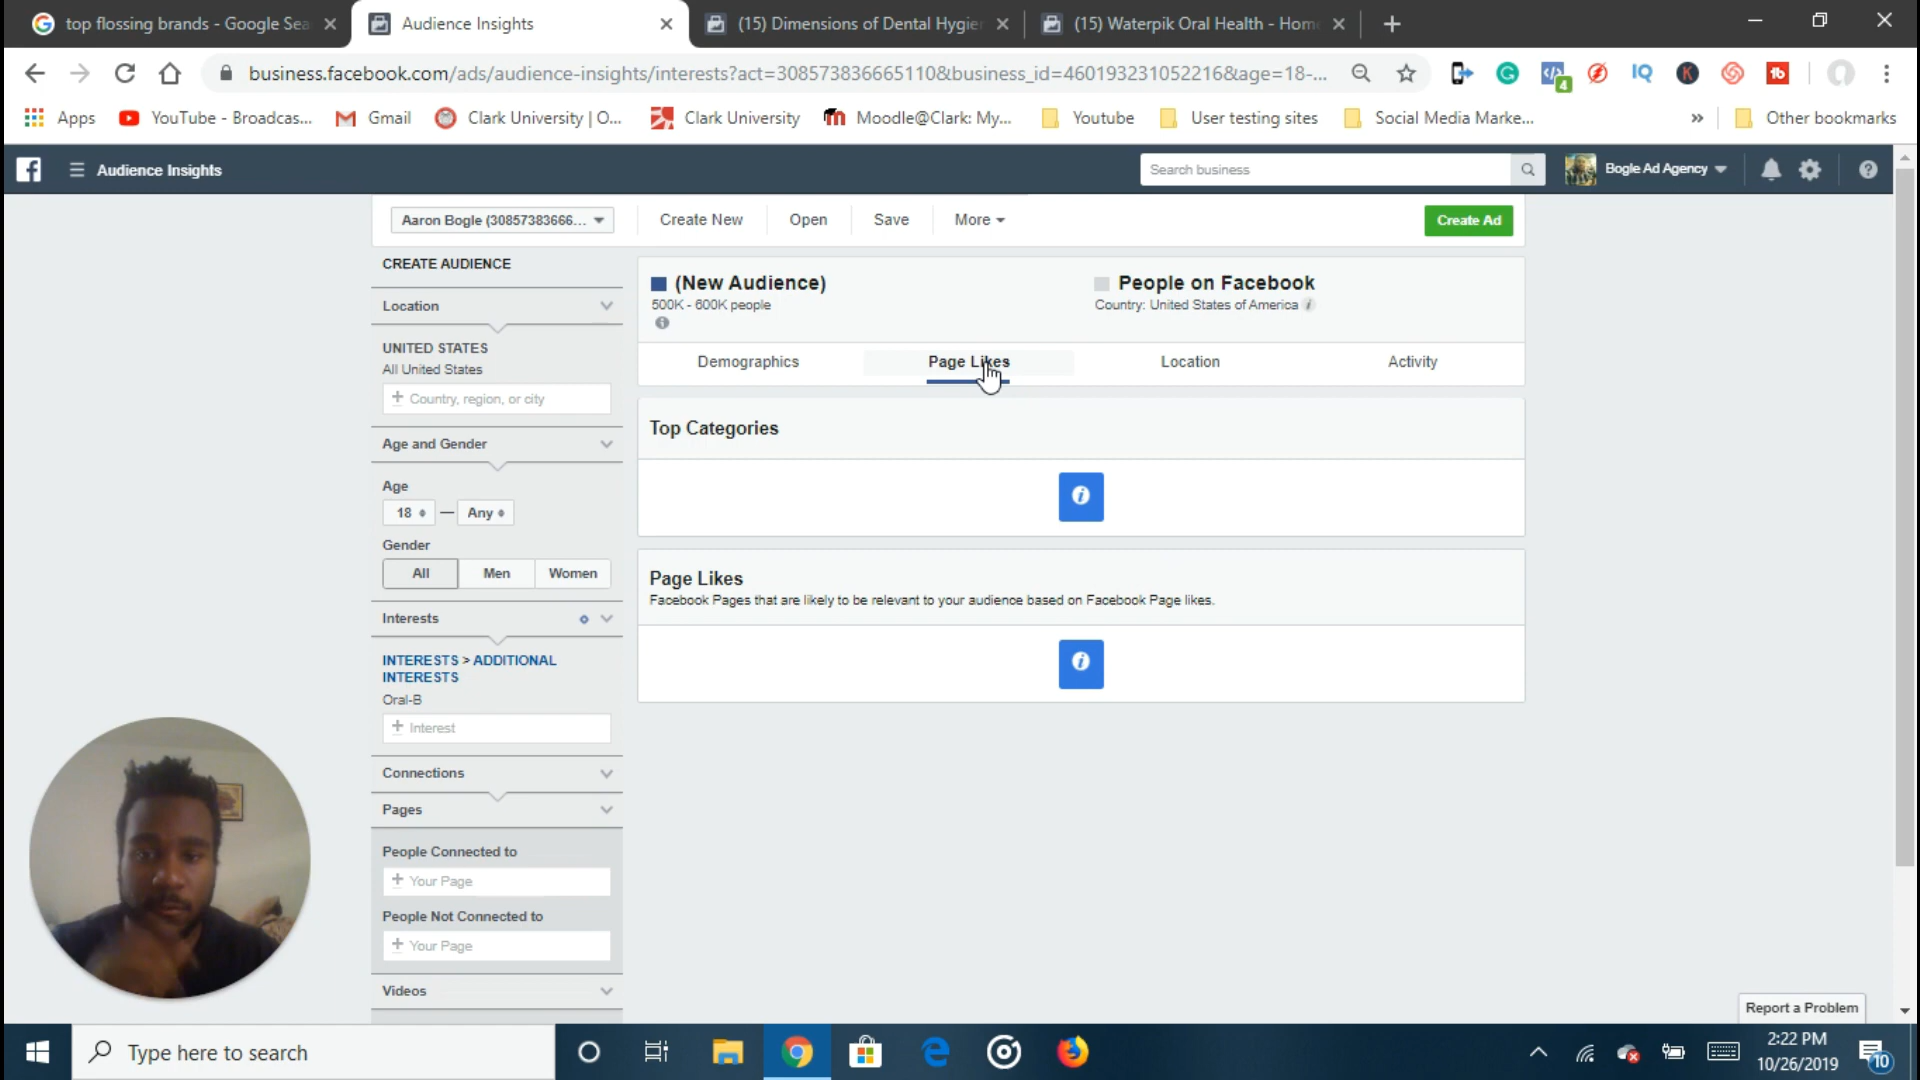 top flossing brands - Google Sea
Audience Insights
(15) Dimensions of Dental Hygie
(15) Waterpik Oral Health - Hom
business.facebook.com/ads/audience-insights/interests?act=308573836665110&business_id=460193231052216&age=18-...
4
IQ
K
tb
Apps
YouTube - Broadcas...
Gmail
Clark University | O...
Clark University
Moodle@Clark: My...
Youtube
User testing sites
Social Media Marke...
»
Other bookmarks
Audience Insights
Search business
Bogle Ad Agency
Aaron Bogle (30857383666...
Create New
Open
Save
More
Create Ad
CREATE AUDIENCE
Location
UNITED STATES
All United States
+ Country, region, or city
Age and Gender
Age
18 — Any
Gender
All Men Women
Interests
INTERESTS > ADDITIONAL
INTERESTS
Oral-B
+ Interest
Connections
Pages
People Connected to
+ Your Page
People Not Connected to
+ Your Page
Videos
(New Audience)
500K - 600K people
People on Facebook
Country: United States of America
Demographics
Page Likes
Location
Activity
Top Categories
Page Likes
Facebook Pages that are likely to be relevant to your audience based on Facebook Page likes.
Report a Problem
Type here to search
2:22 PM
10/26/2019
10